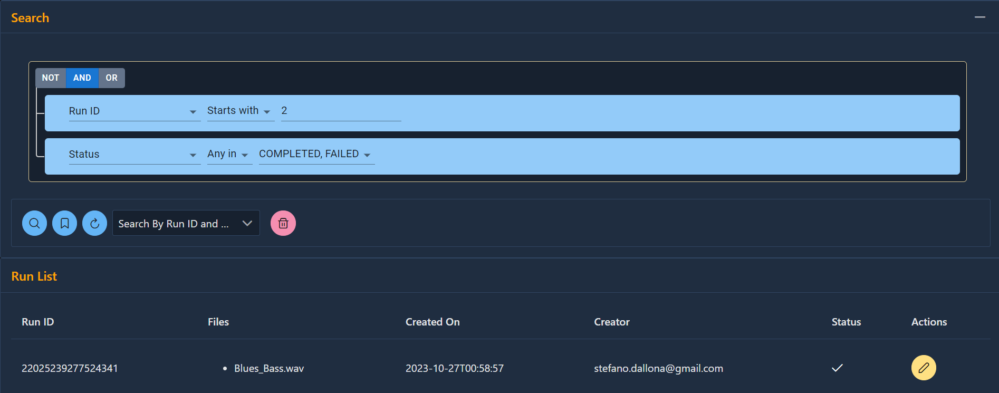 Search
NOT AND OR
Run ID Starts with 2
Status Any in COMPLETED, FAILED
Search By Run ID and ...
Run List
Run ID Files Created On Creator Status Actions
22025239277524341 • Blues_Bass.wav 2023-10-27T00:58:57 stefano.dallona@gmail.com